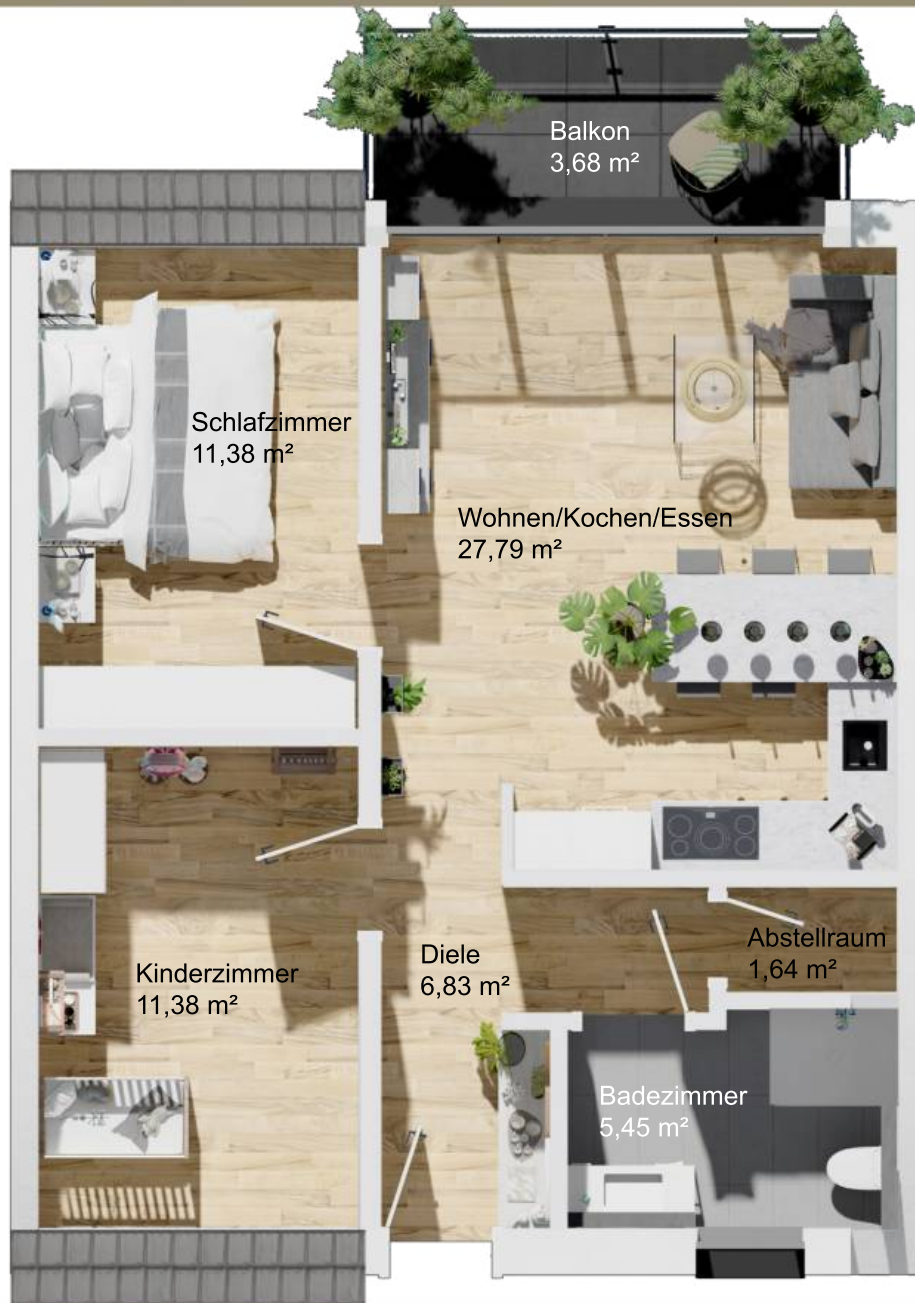 Balkon
3,68 m²
Schlafzimmer
11,38 m²
Wohnen/Kochen/Essen
27,79 m²
Diele
6,83 m²
Abstellraum
1,64 m²
Kinderzimmer
11,38 m²
Badezimmer
5,45 m²